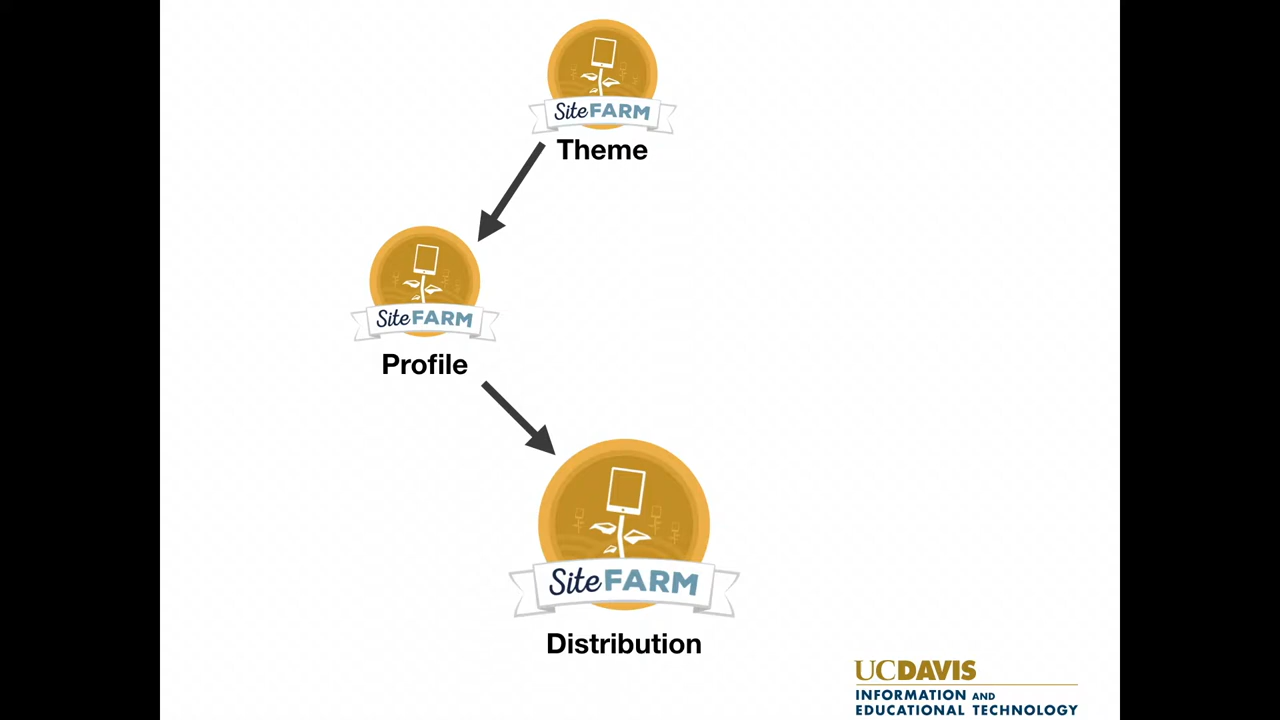 SiteFARM
Theme
SiteFARM
Profile
SiteFARM
Distribution
UCDAVIS
INFORMATION AND
EDUCATIONAL TECHNOLOGY